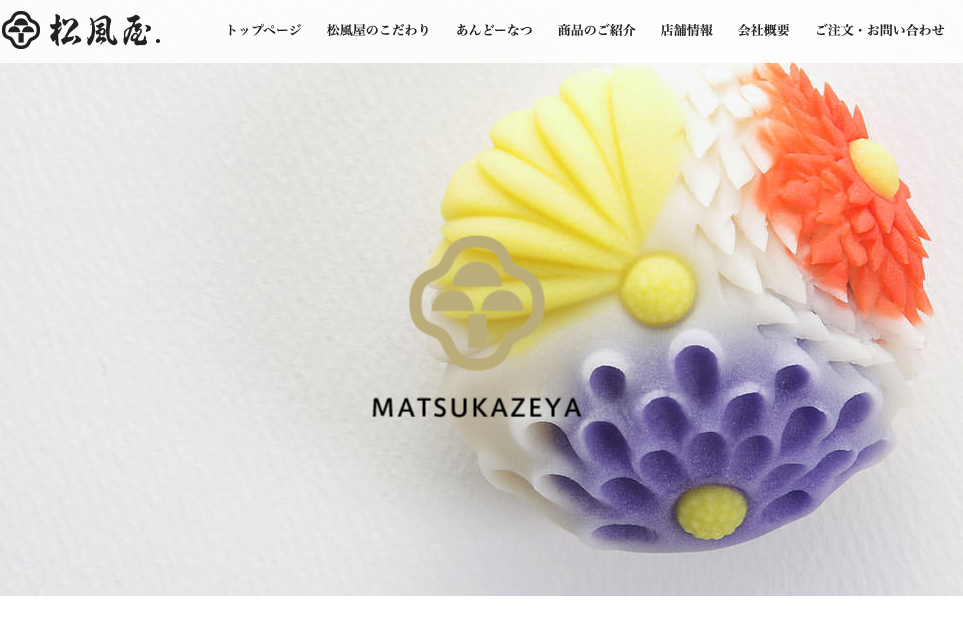 松風屋.
トップページ
松風屋のこだわり
あんどーなつ
商品のご紹介
店舗情報
会社概要
ご注文・お問い合わせ
MATSUKAZEYA